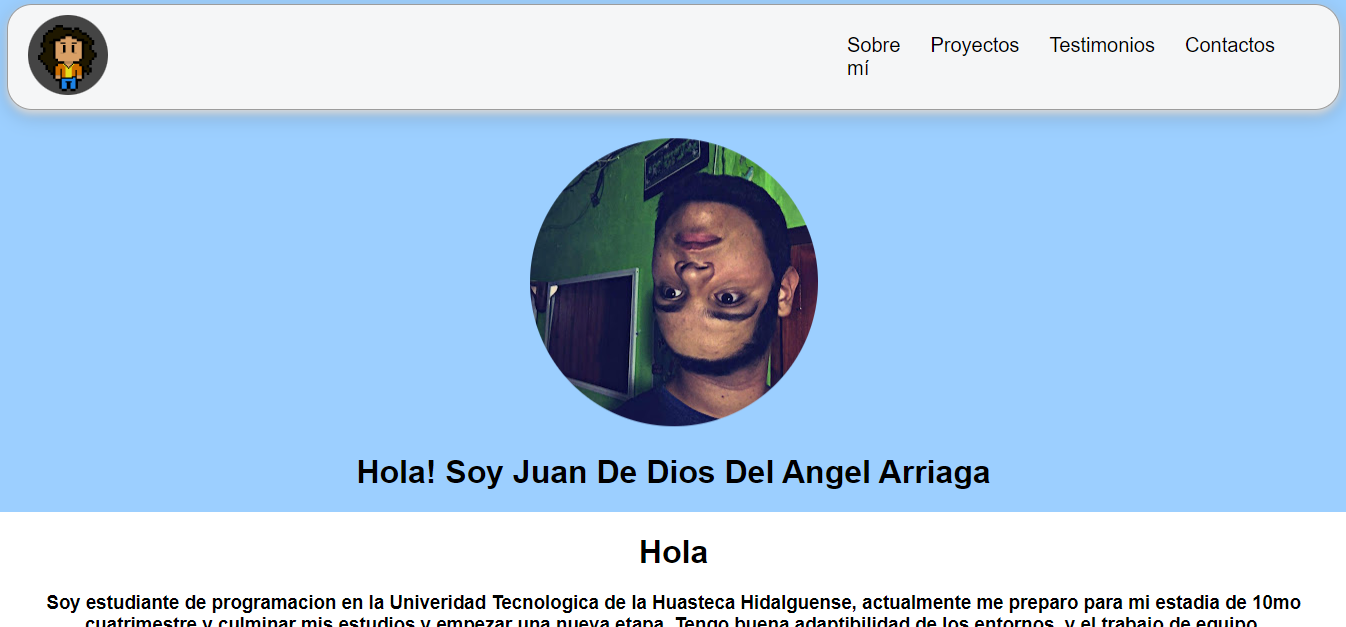 Sobre mí
Proyectos
Testimonios
Contactos
Hola! Soy Juan De Dios Del Angel Arriaga
Hola
Soy estudiante de programacion en la Univeridad Tecnologica de la Huasteca Hidalguense, actualmente me preparo para mi estadia de 10mo
cuatrimestre y culminar mis estudios y empezar una nueva etapa. Tengo buena adaptibilidad de los entornos, y el trabajo de equipo